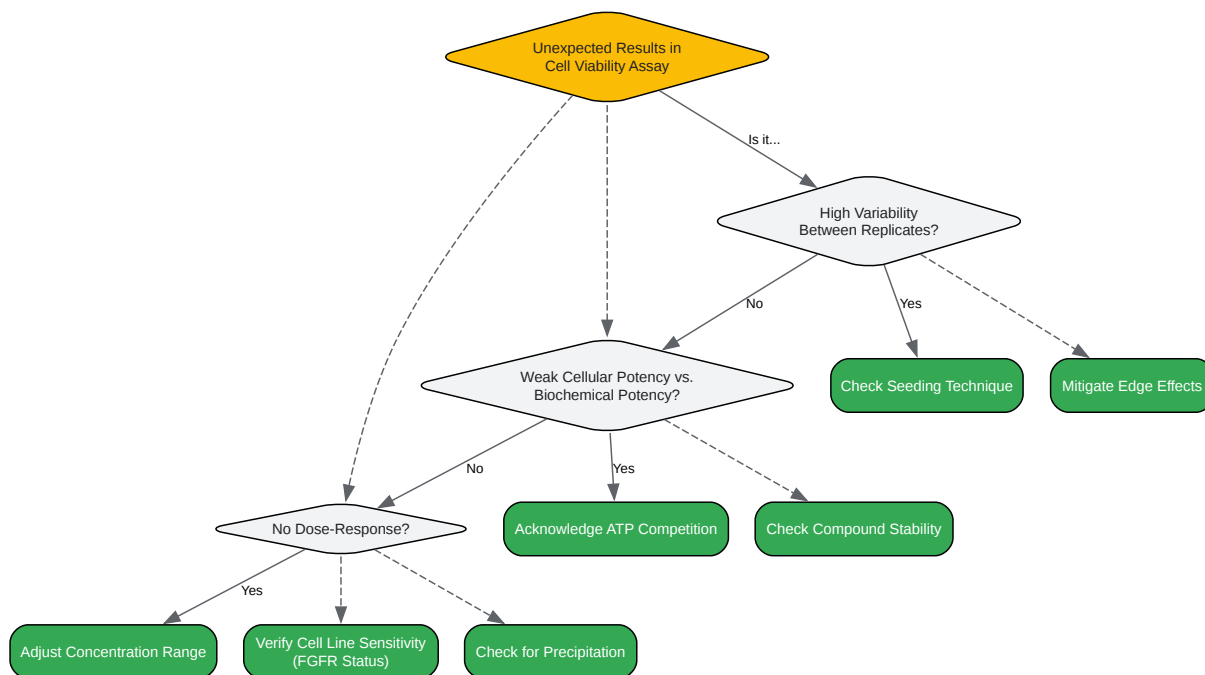 Unexpected Results in
Cell Viability Assay
Is it...
High Variability
Between Replicates?
No
Yes
Weak Cellular Potency vs.
Biochemical Potency?
Check Seeding Technique
Mitigate Edge Effects
No
Yes
No Dose-Response?
Acknowledge ATP Competition
Check Compound Stability
Yes
Adjust Concentration Range
Verify Cell Line Sensitivity
(FGFR Status)
Check for Precipitation